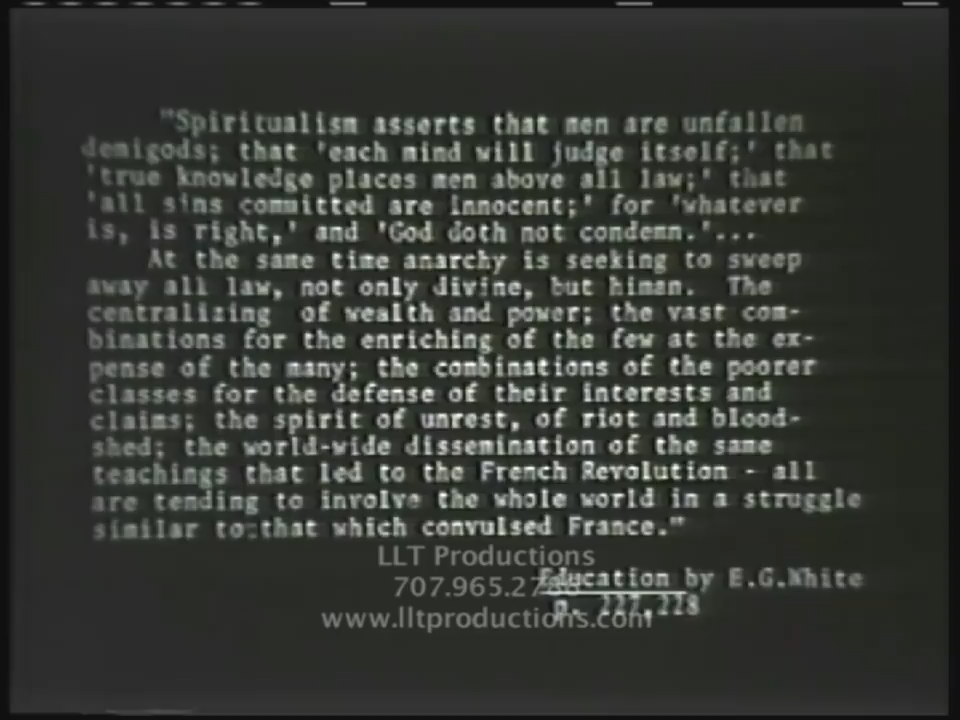 "Spiritualism asserts that men are unfallen
demigods; that 'each mind will judge itself;' that
'true knowledge places men above all law;' that
'all sins committed are innocent;' for 'whatever
is, is right,' and 'God doth not condemn.'...
At the same time anarchy is seeking to sweep
away all law, not only divine, but himan. The
centralizing of wealth and power; the vast com-
binations for the enriching of the few at the ex-
pense of the many; the combinations of the poorer
classes for the defense of their interests and
claims; the spirit of unrest, of riot and blood-
shed; the world-wide dissemination of the same
teachings that led to the French Revolution - all
are tending to involve the whole world in a struggle
similar to that which convulsed France."
LLT Productions
Education by E.G.White
p. 227,228
www.lltproductions.com